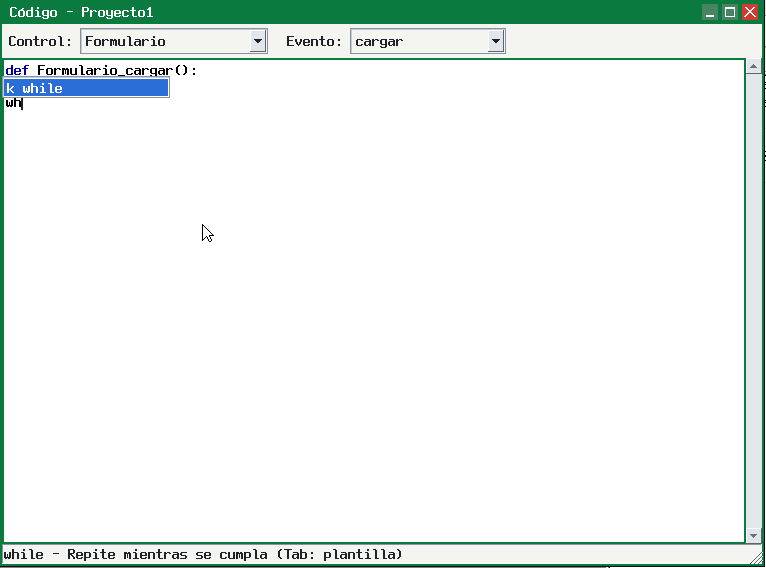 Código - Proyecto1
Control: Formulario Evento: cargar
def Formulario_cargar():
k while
wh
while - Repite mientras se cumpla (Tab: plantilla)